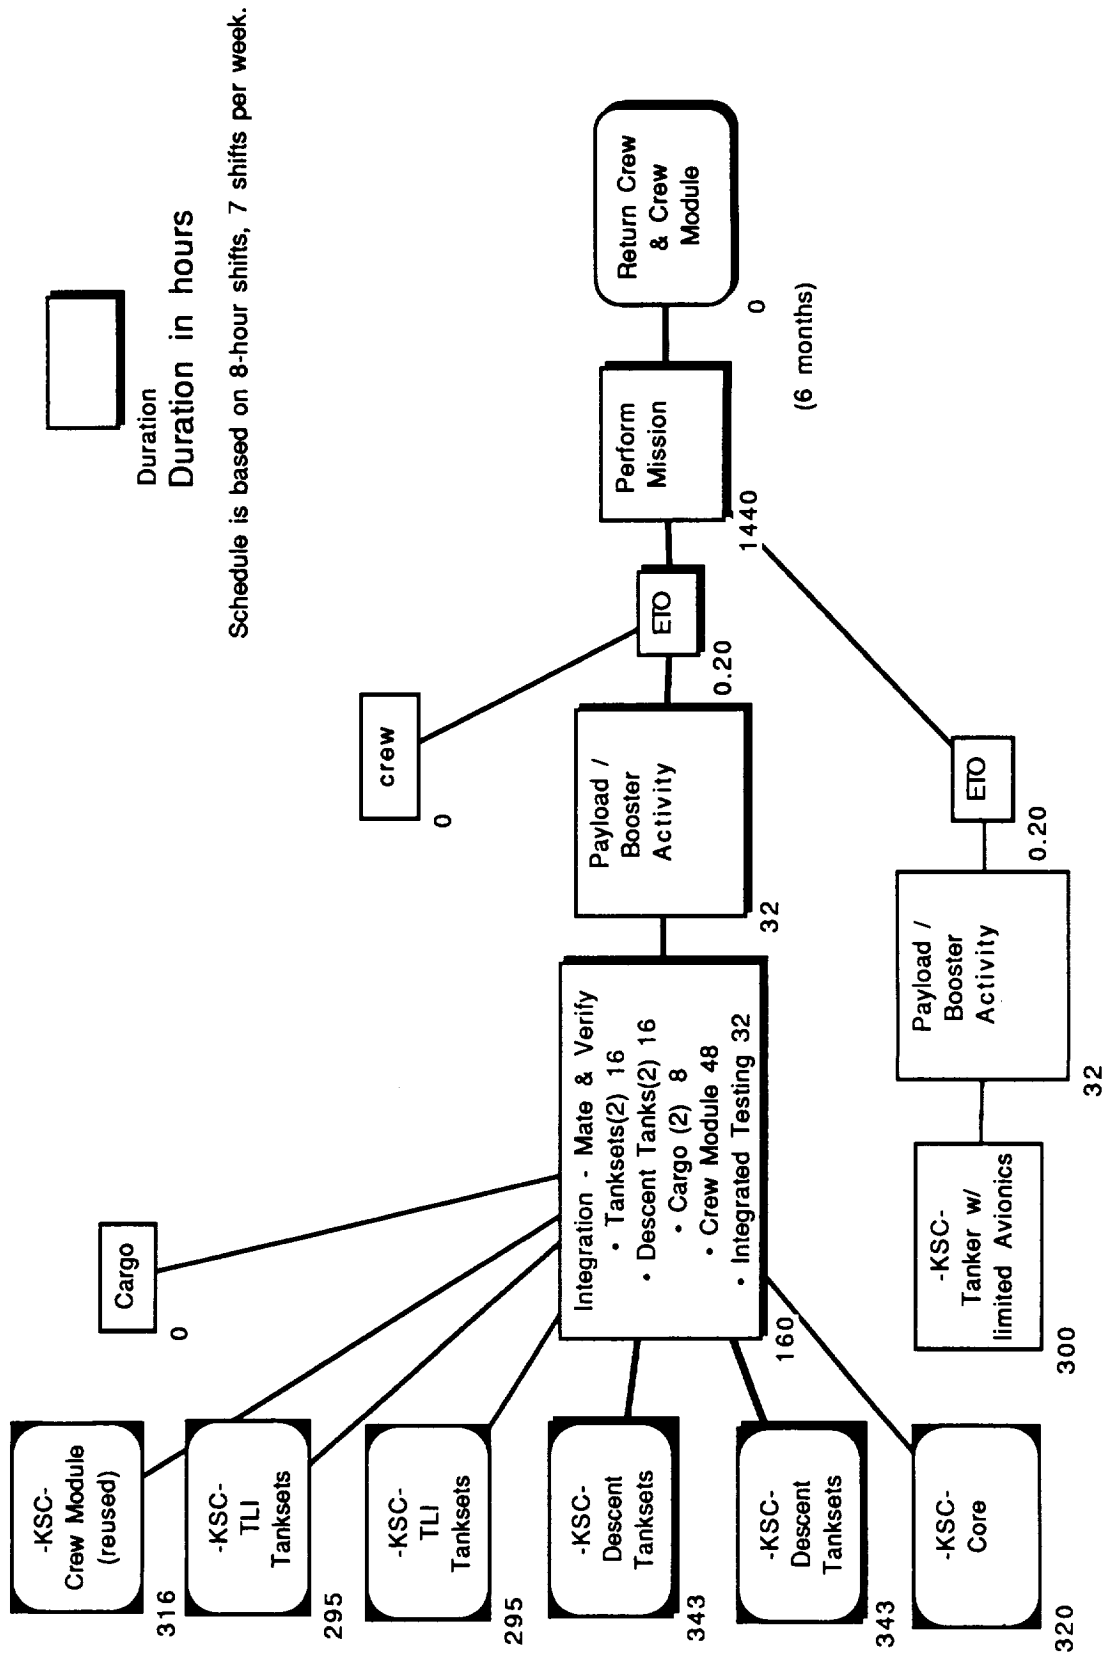 Duration
Duration in hours
Schedule is based on 8-hour shifts, 7 shifts per week.
-KSC-
Crew Module
(reused)
316
-KSC-
TLI
Tanksets
295
-KSC-
TLI
Tanksets
295
-KSC-
Descent
Tanksets
343
-KSC-
Descent
Tanksets
343
-KSC-
Core
320
Cargo
0
Integration - Mate & Verify
• Tanksets(2) 16
• Descent Tanks(2) 16
• Cargo (2) 8
• Crew Module 48
• Integrated Testing 32
160
-KSC-
Tanker w/
limited Avionics
300
Payload /
Booster
Activity
32
Payload /
Booster
Activity
32
crew
0
ETO
0.20
ETO
0.20
Perform
Mission
1440
Return Crew
& Crew
Module
0
(6 months)